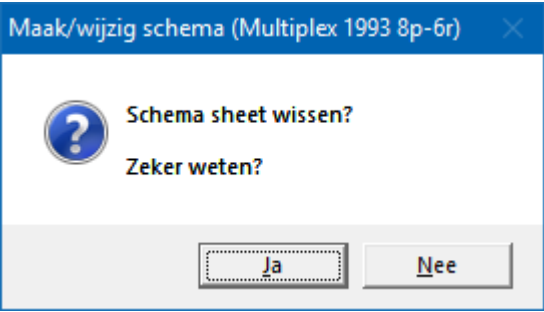 Maak/wijzig schema (Multiplex 1993 8p-6r)
Schema sheet wissen?
Zeker weten?
Ja
Nee